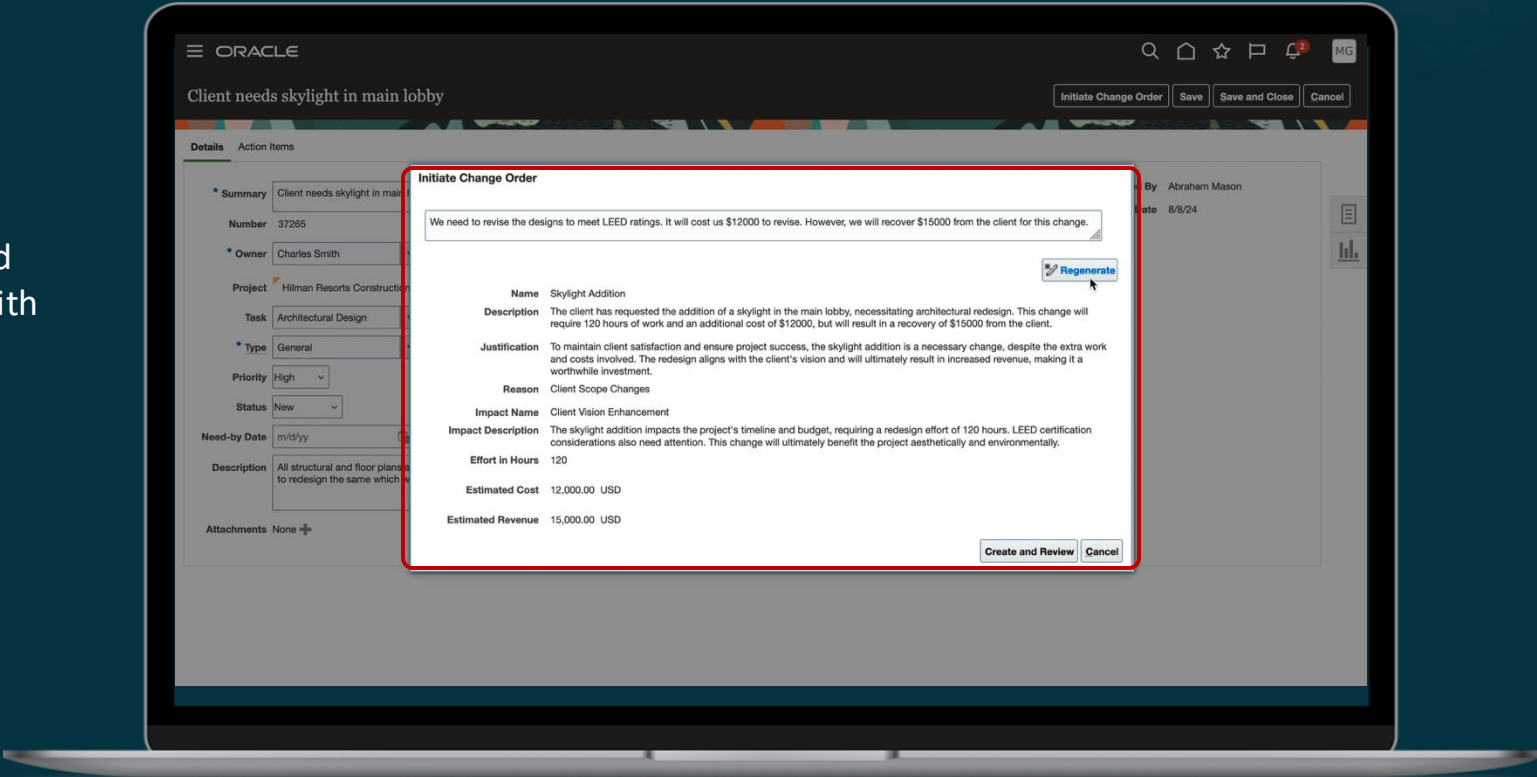 ORACLE
2
MG
Client needs skylight in main lobby
Initiate Change Order
Save
Save and Close
Cancel
Details Action Items
ith
* Summary Client needs skylight in main
Number 37265
* Owner Charles Smith
Project Hilman Resorts Construction
Task Architectural Design
* Type General
Priority High
Status New
Need-by Date m/d/yy
Description All structural and floor plans
to redesign the same which
Attachments None
By Abraham Mason
Date 8/8/24
Initiate Change Order
We need to revise the designs to meet LEED ratings. It will cost us $12000 to revise. However, we will recover $15000 from the client for this change.
Regenerate
Name Skylight Addition
Description The client has requested the addition of a skylight in the main lobby, necessitating architectural redesign. This change will
require 120 hours of work and an additional cost of $12000, but will result in a recovery of $15000 from the client.
Justification To maintain client satisfaction and ensure project success, the skylight addition is a necessary change, despite the extra work
and costs involved. The redesign aligns with the client's vision and will ultimately result in increased revenue, making it a
worthwhile investment.
Reason Client Scope Changes
Impact Name Client Vision Enhancement
Impact Description The skylight addition impacts the project's timeline and budget, requiring a redesign effort of 120 hours. LEED certification
considerations also need attention. This change will ultimately benefit the project aesthetically and environmentally.
Effort in Hours 120
Estimated Cost 12,000.00 USD
Estimated Revenue 15,000.00 USD
Create and Review
Cancel